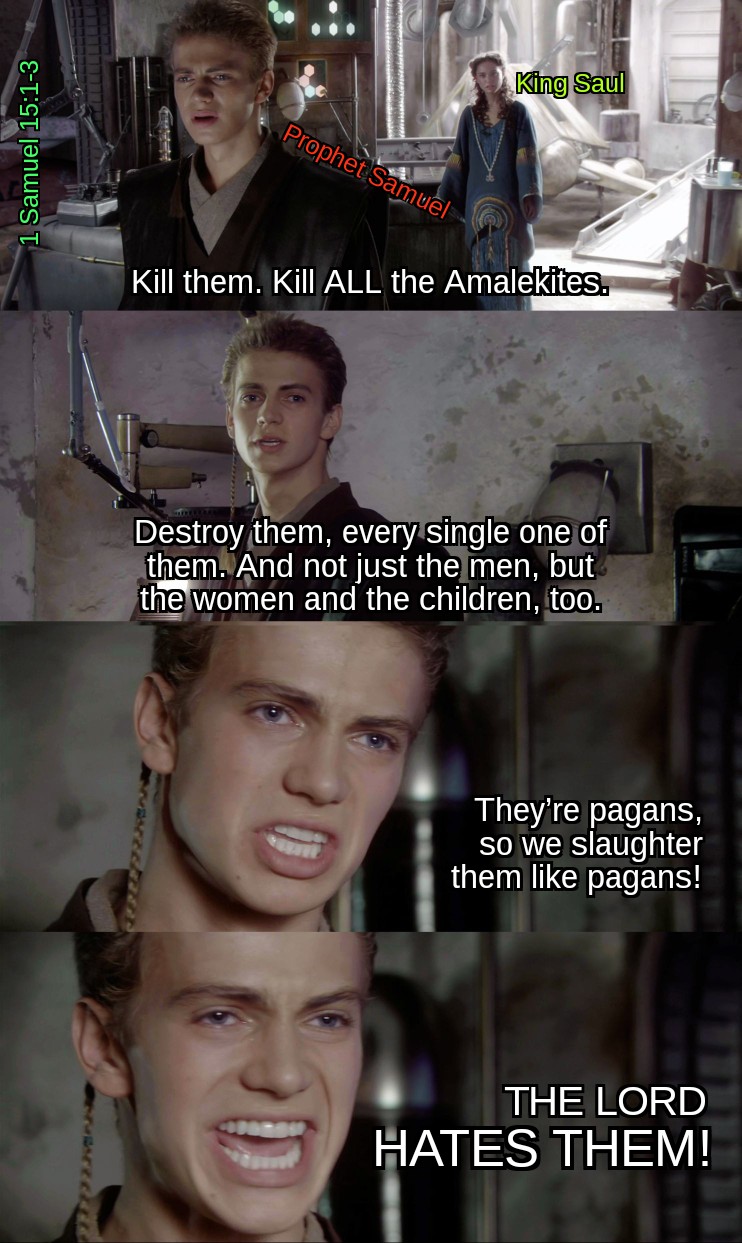 1 Samuel 15:1-3
King Saul
Prophet Samuel
Kill them. Kill ALL the Amalekites.
Destroy them, every single one of
them. And not just the men, but
the women and the children, too.
They’re pagans,
so we slaughter
them like pagans!
THE LORD
HATES THEM!